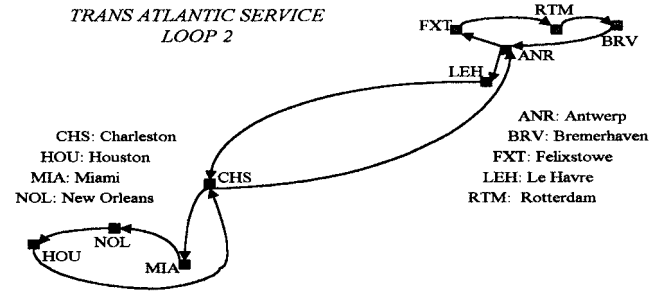 TRANS ATLANTIC SERVICE
LOOP 2
FXT
RTM
BRV
ANR
LEH
ANR: Antwerp
BRV: Bremerhaven
FXT: Felixstowe
LEH: Le Havre
RTM: Rotterdam
CHS: Charleston
HOU: Houston
MIA: Miami
NOL: New Orleans
CHS
NOL
HOU
MIA